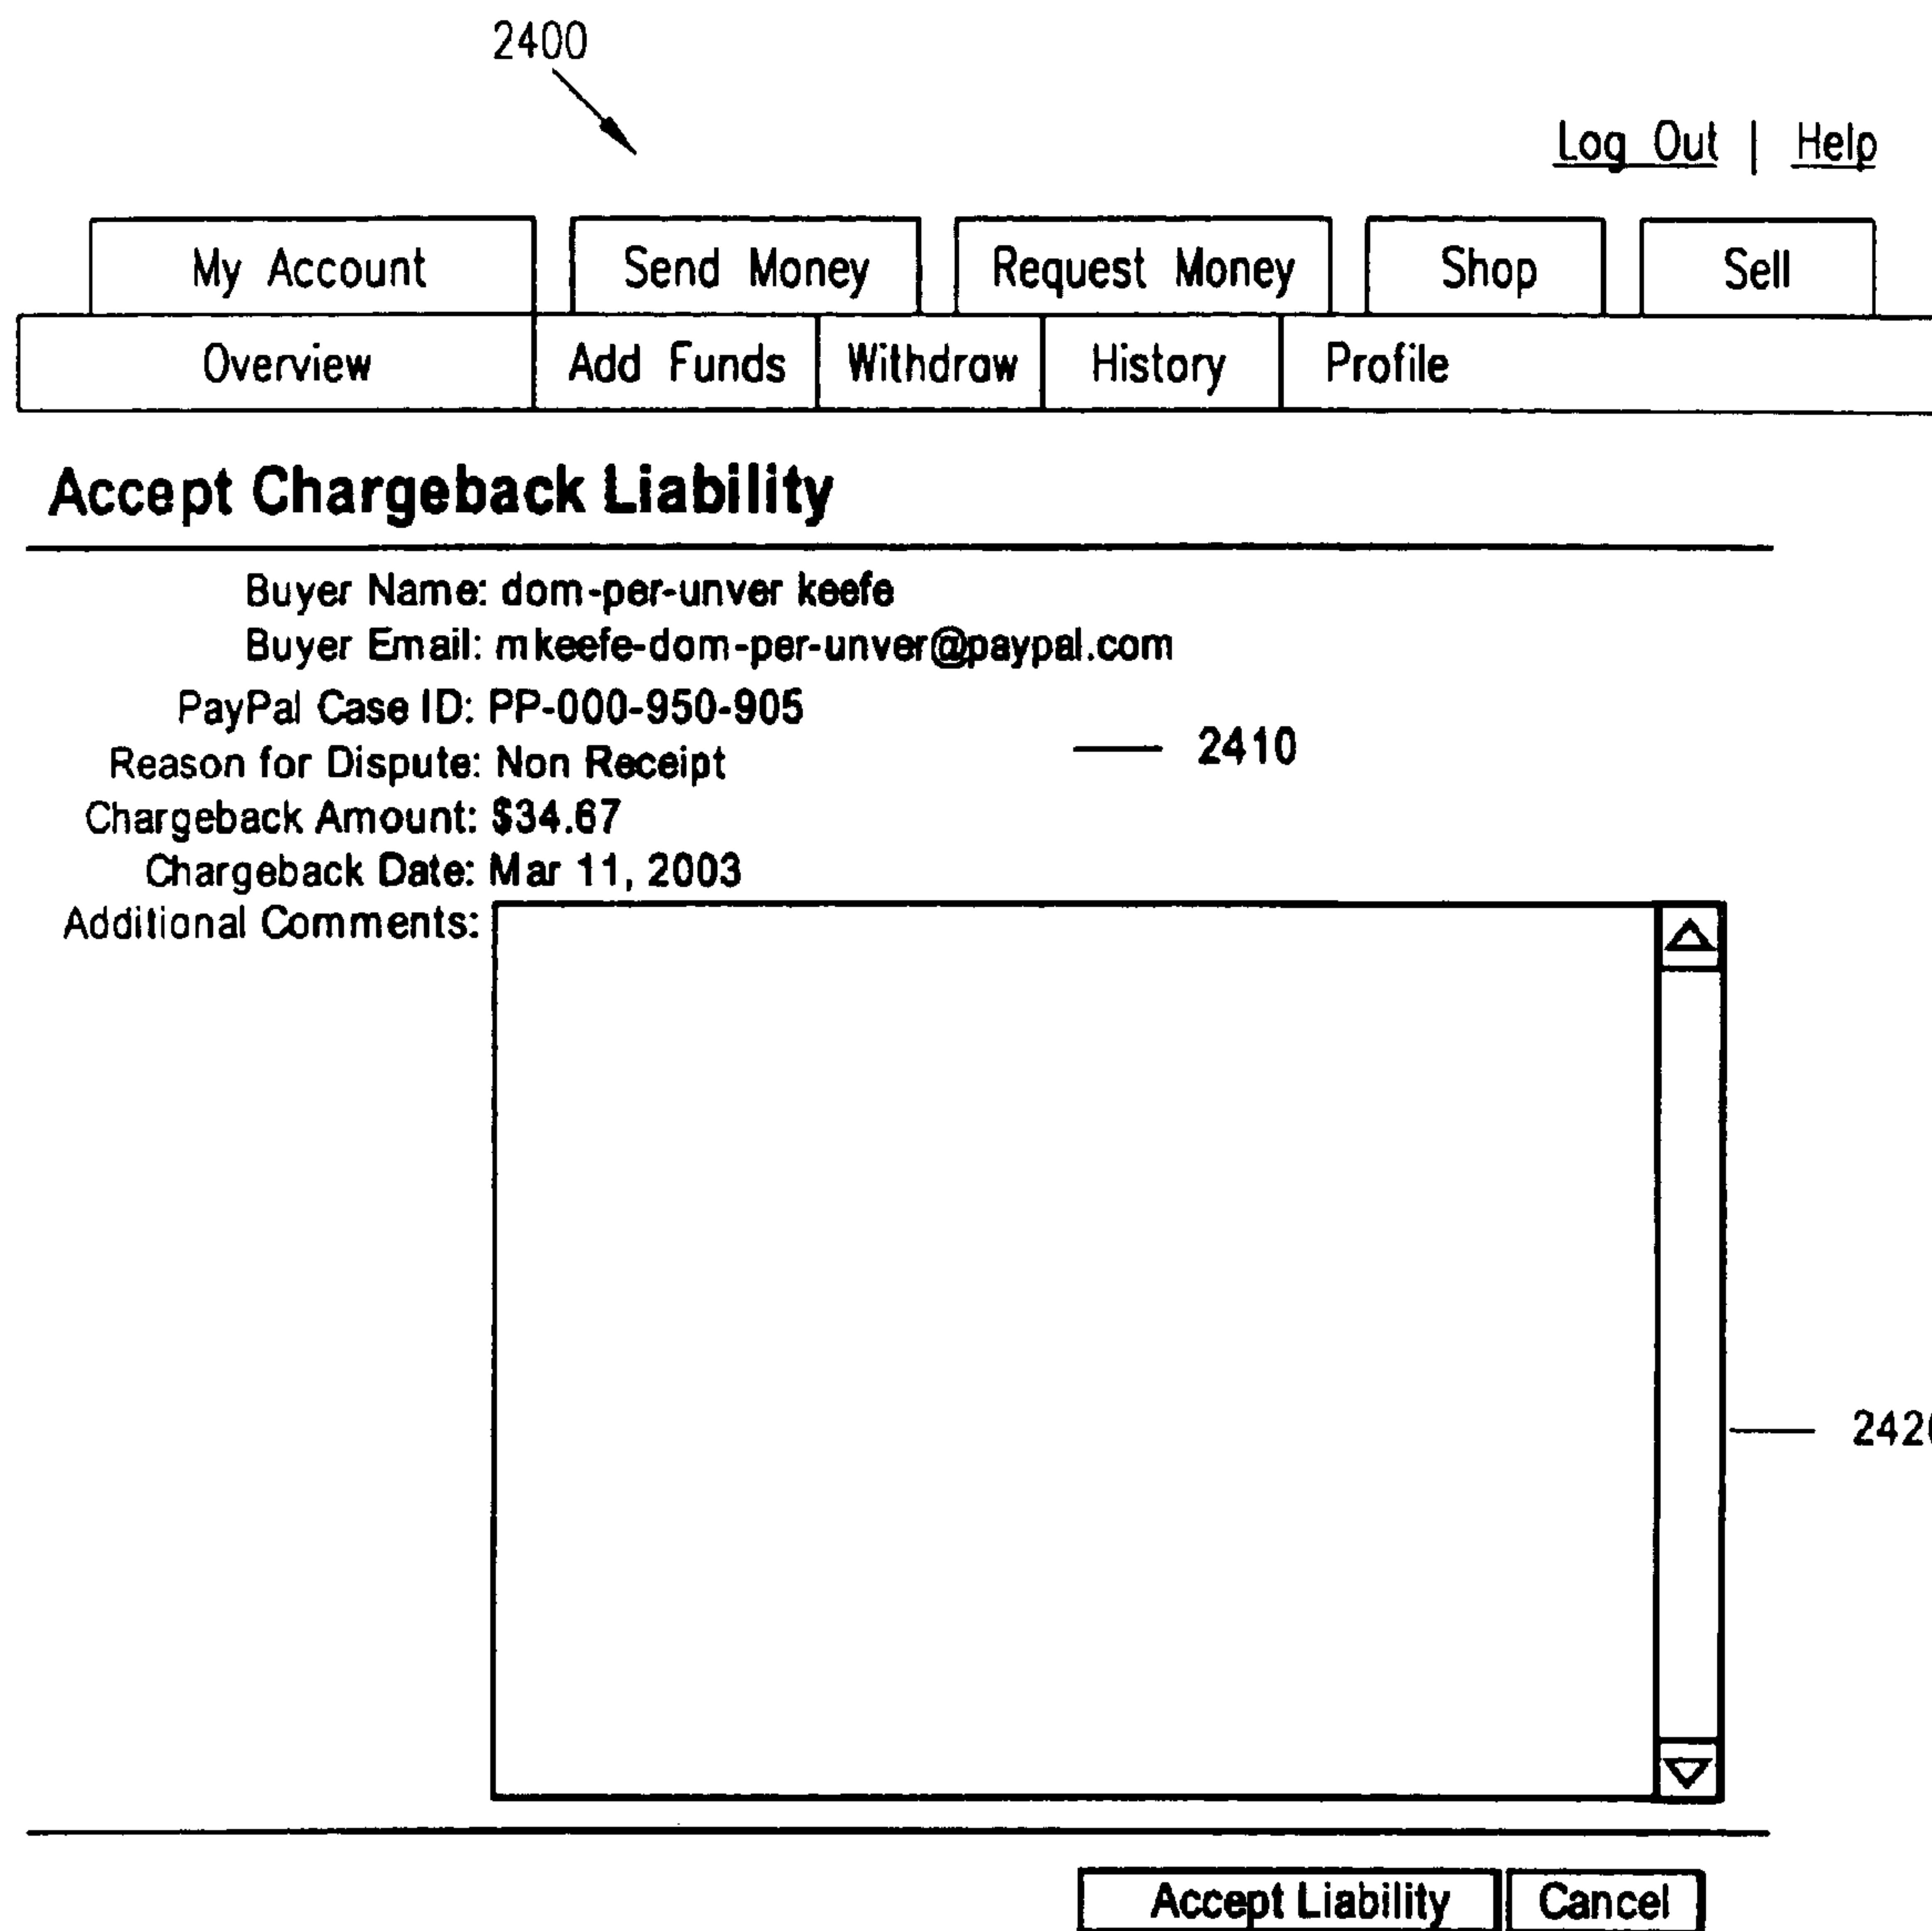 2400
Log Out | Help
My Account Send Money Request Money Shop Sell
Overview Add Funds Withdraw History Profile
Accept Chargeback Liability
Buyer Name: dom-per-unver keefe
Buyer Email: mkeefe-dom-per-unver@paypal.com
PayPal Case ID: PP-000-950-905
2410
Reason for Dispute: Non Receipt
Chargeback Amount: $34.67
Chargeback Date: Mar 11, 2003
Additional Comments:
2420
Accept Liability Cancel